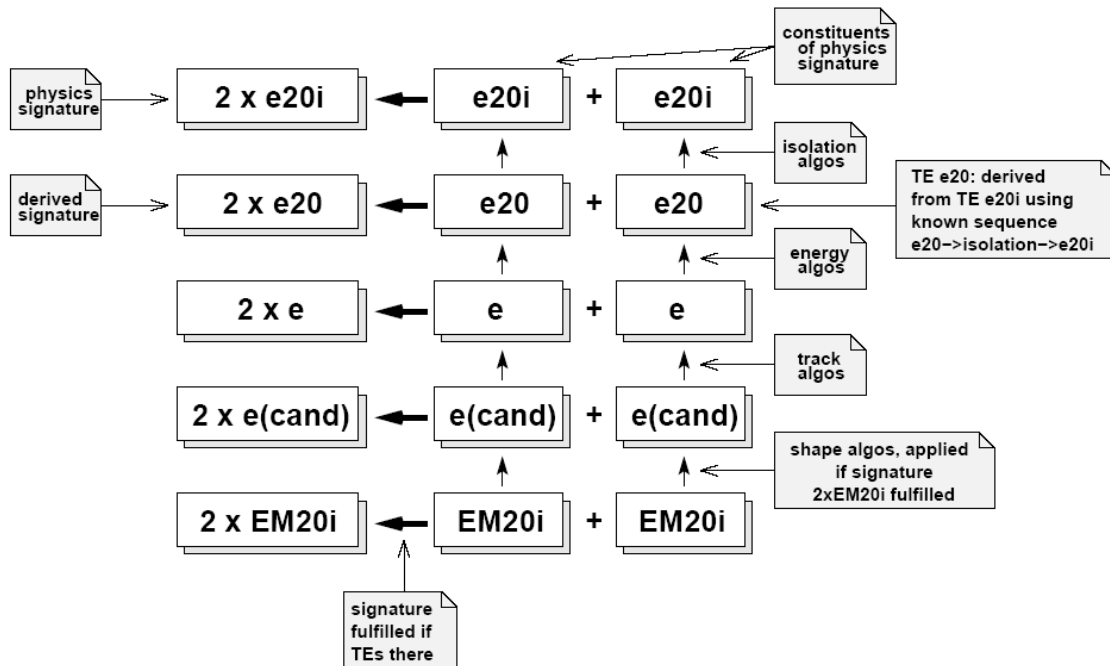 constituents
of physics
signature
physics
signature
2 x e20i
e20i
+
e20i
isolation
algos
derived
signature
2 x e20
e20
+
e20
TE e20: derived
from TE e20i using
known sequence
e20->isolation->e20i
energy
algos
2 x e
e
+
e
track
algos
2 x e(cand)
e(cand)
+
e(cand)
shape algos, applied
if signature
2xEM20i fulfilled
2 x EM20i
EM20i
+
EM20i
signature
fulfilled if
TEs there